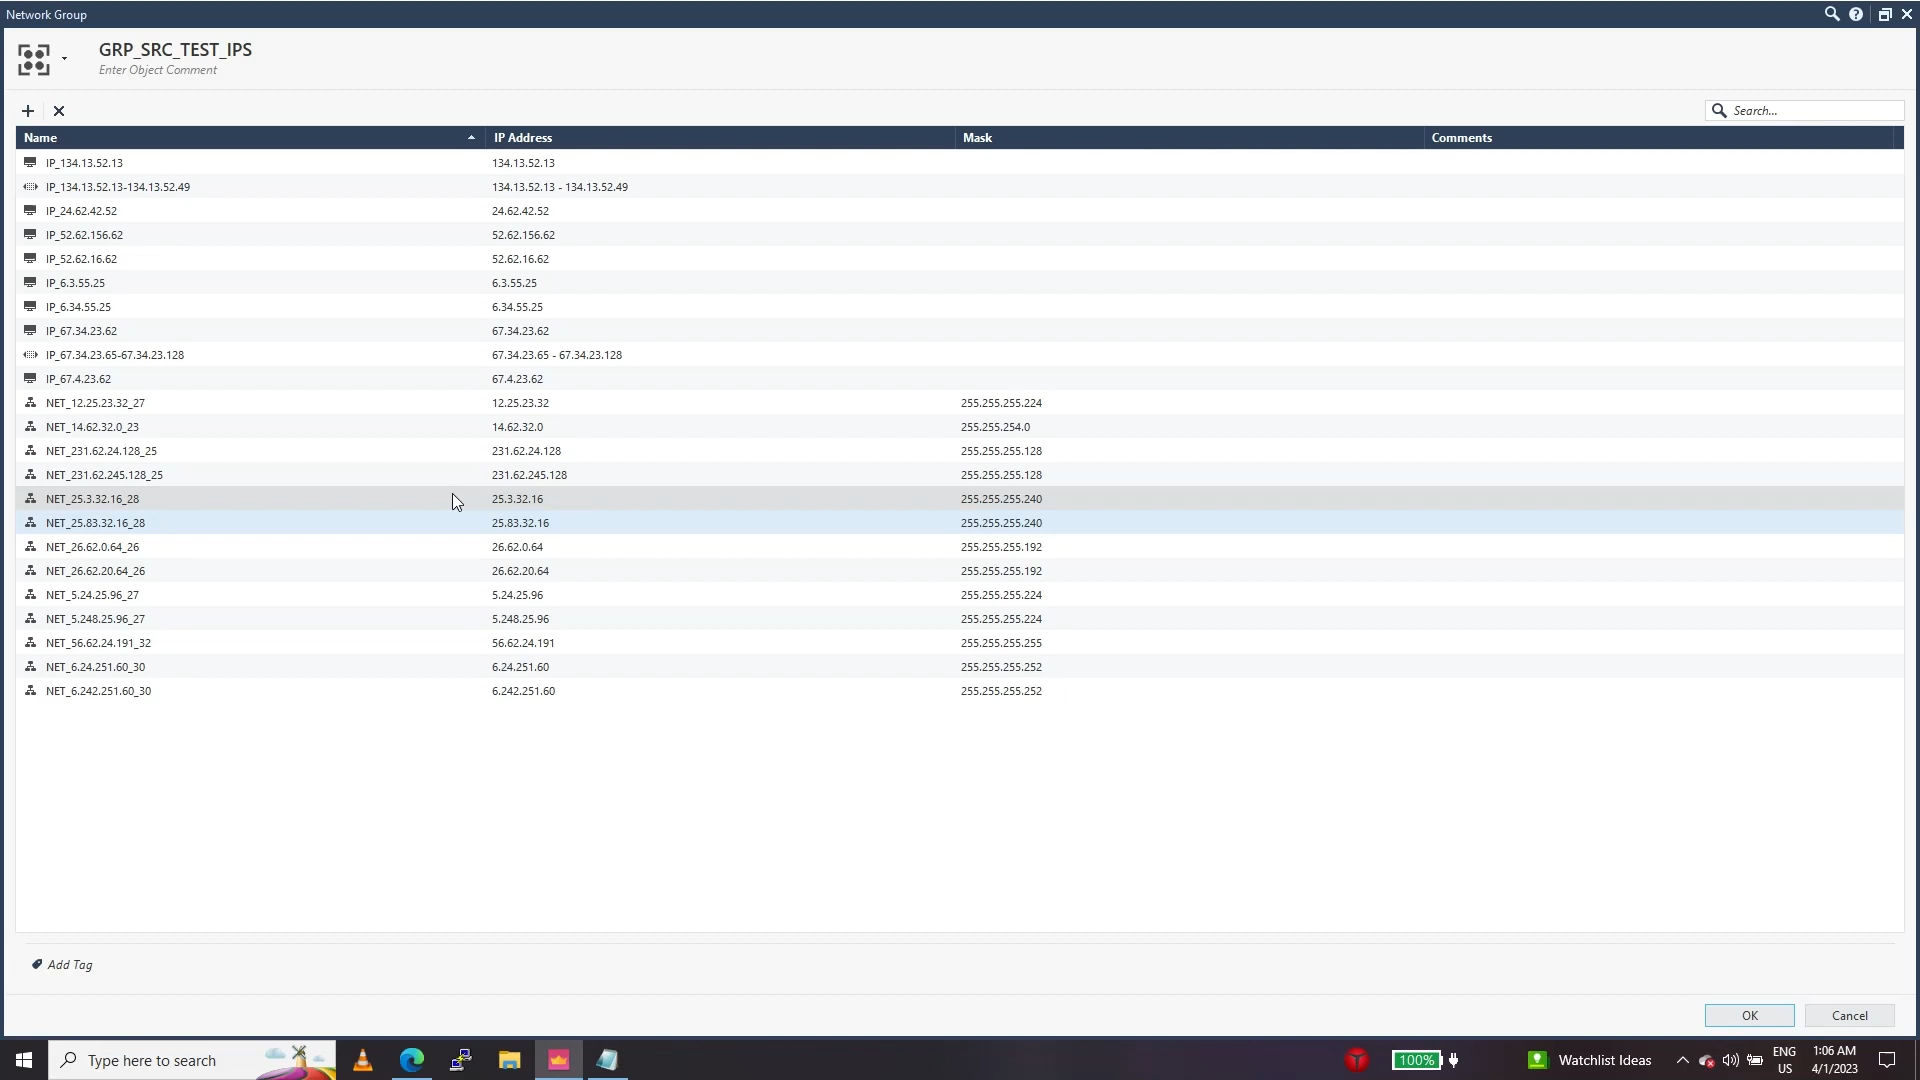 Network Group
GRP_SRC_TEST_IPS
Enter Object Comment
Search...
Name IP Address Mask Comments
IP_134.13.52.13 134.13.52.13
IP_134.13.52.13-134.13.52.49 134.13.52.13 - 134.13.52.49
IP_24.62.42.52 24.62.42.52
IP_52.62.156.62 52.62.156.62
IP_52.62.16.62 52.62.16.62
IP_6.3.55.25 6.3.55.25
IP_6.34.55.25 6.34.55.25
IP_67.34.23.62 67.34.23.62
IP_67.34.23.65-67.34.23.128 67.34.23.65 - 67.34.23.128
IP_67.4.23.62 67.4.23.62
NET_12.25.23.32_27 12.25.23.32 255.255.255.224
NET_14.62.32.0_23 14.62.32.0 255.255.254.0
NET_231.62.24.128_25 231.62.24.128 255.255.255.128
NET_231.62.245.128_25 231.62.245.128 255.255.255.128
NET_25.3.32.16_28 25.3.32.16 255.255.255.240
NET_25.83.32.16_28 25.83.32.16 255.255.255.240
NET_26.62.0.64_26 26.62.0.64 255.255.255.192
NET_26.62.20.64_26 26.62.20.64 255.255.255.192
NET_5.24.25.96_27 5.24.25.96 255.255.255.224
NET_5.248.25.96_27 5.248.25.96 255.255.255.224
NET_56.62.24.191_32 56.62.24.191 255.255.255.255
NET_6.24.251.60_30 6.24.251.60 255.255.255.252
NET_6.242.251.60_30 6.242.251.60 255.255.255.252
Add Tag
OK Cancel
Type here to search
100%
Watchlist Ideas
ENG
US
1:06 AM
4/1/2023